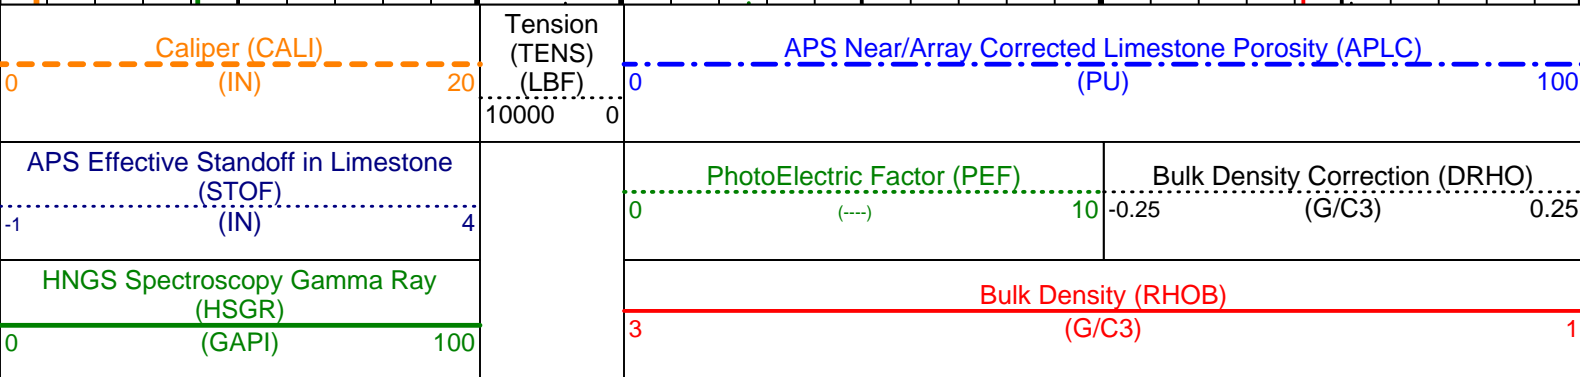 Caliper (CALI)
0 (IN) 20
Tension
(TENS)
(LBF)
10000 0
APS Near/Array Corrected Limestone Porosity (APLC)
0 (PU) 100
APS Effective Standoff in Limestone
(STOF)
-1 (IN) 4
PhotoElectric Factor (PEF)
0 (----) 10
Bulk Density Correction (DRHO)
-0.25 (G/C3) 0.25
HNGS Spectroscopy Gamma Ray
(HSGR)
0 (GAPI) 100
Bulk Density (RHOB)
3 (G/C3) 1